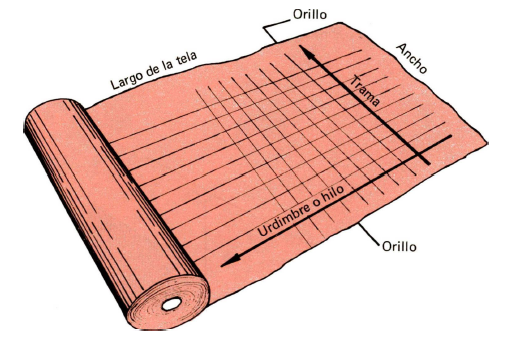 Orillo
Largo de la tela
Ancho
Trama
Urdimbre o hilo
Orillo